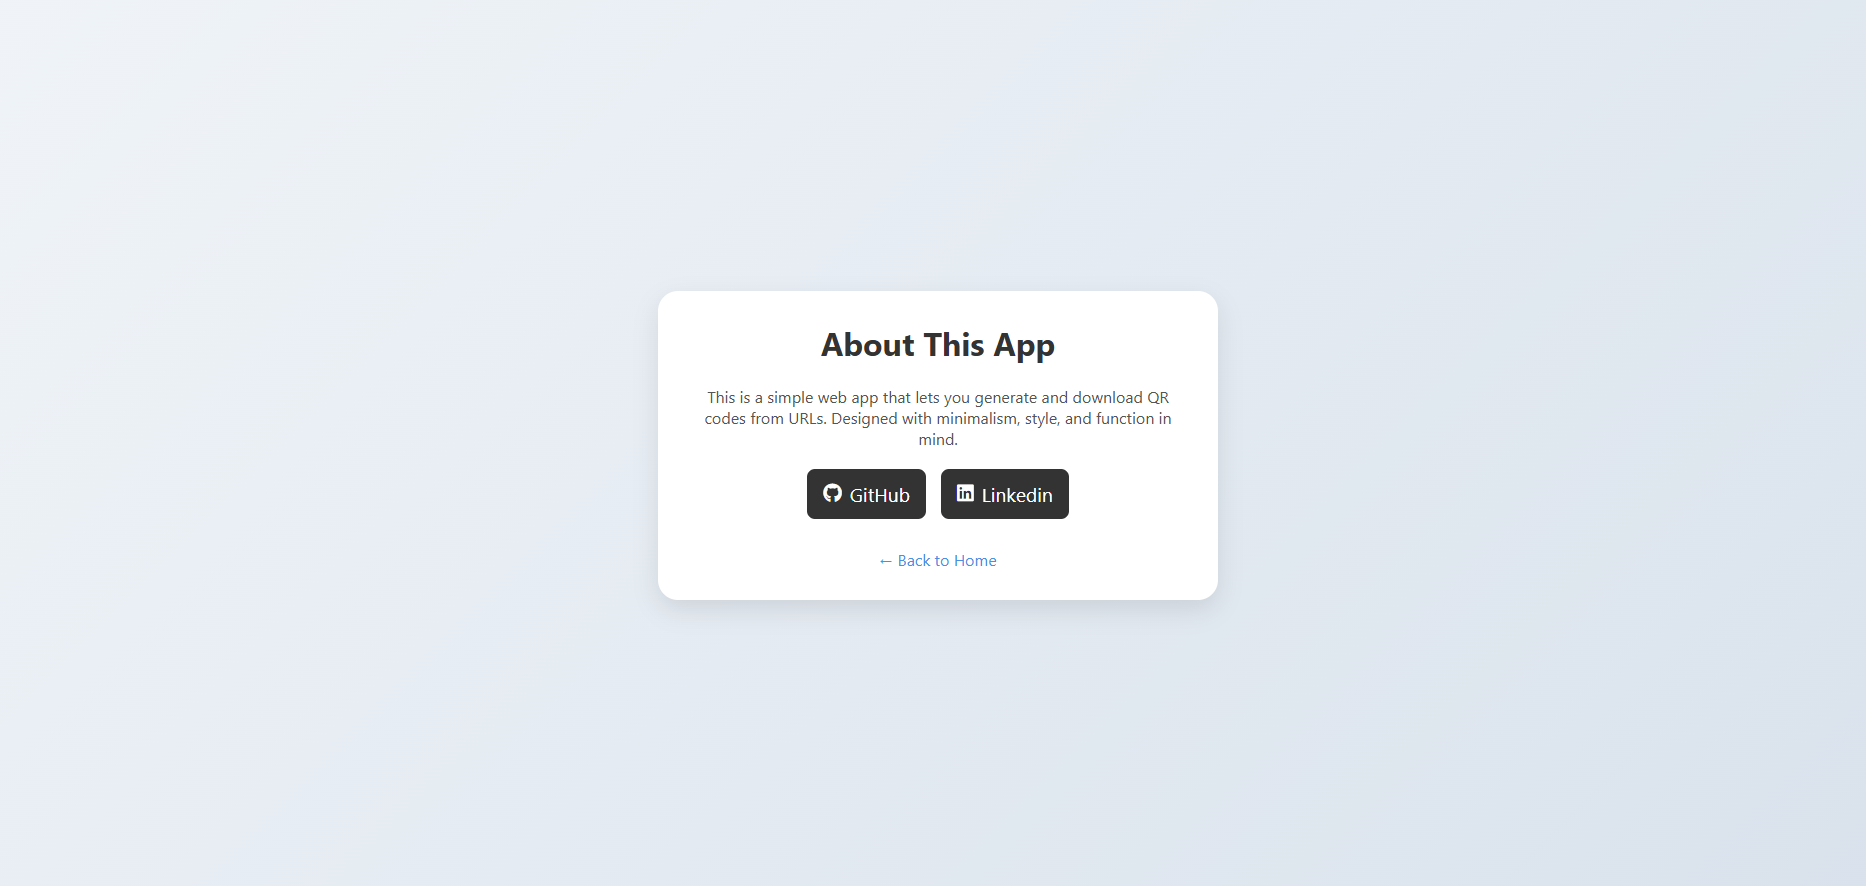 About This App
This is a simple web app that lets you generate and download QR
codes from URLs. Designed with minimalism, style, and function in
mind.
GitHub
Linkedin
← Back to Home